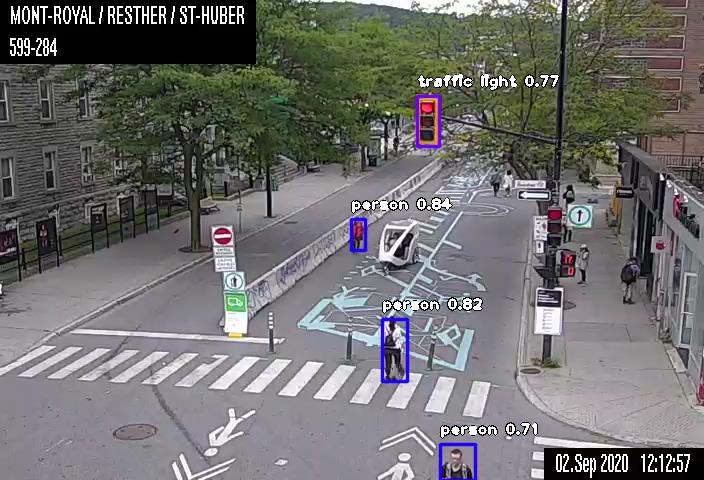 MONT-ROYAL / RESTHER / ST-HUBER
599-284
traffic light 0.77
person 0.84
person 0.82
person 0.71
02.Sep 2020 12:12:57